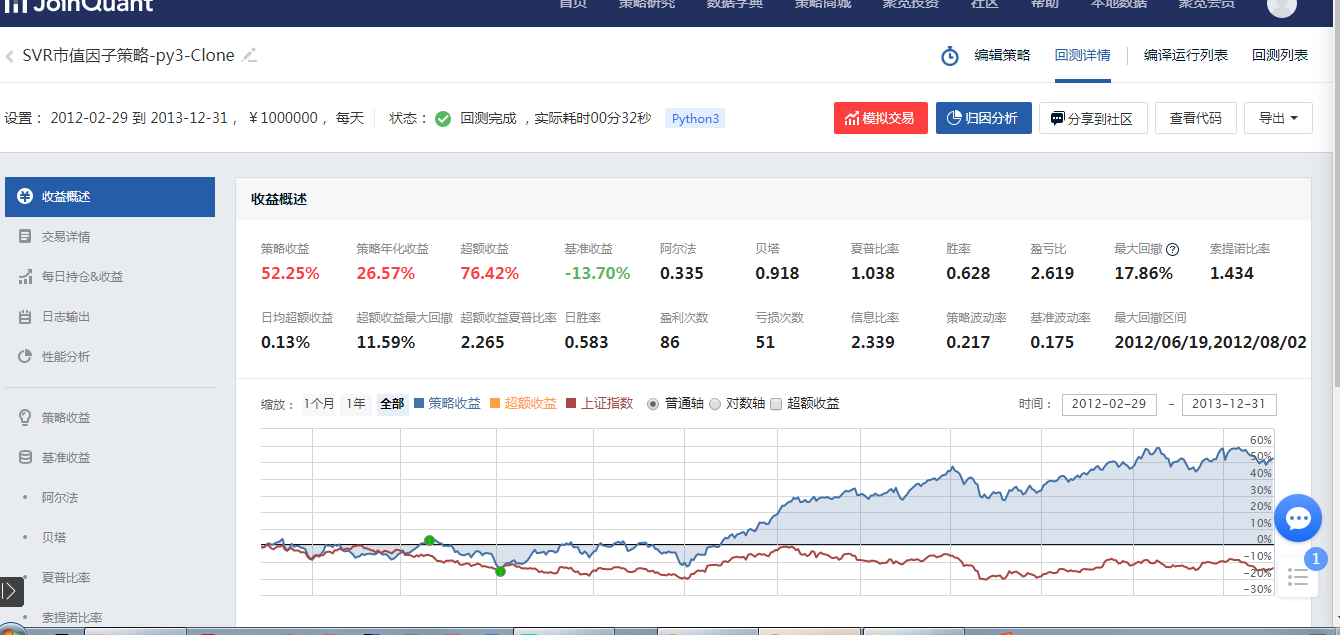 JoinQuant 首页 策略研究 数据字典 策略商城 聚宽投资 社区 帮助 本地数据 聚宽会员
SVR市值因子策略-py3-Clone 编辑策略 回测详情 编译运行列表 回测列表
设置： 2012-02-29 到 2013-12-31 ，￥1000000 ，每天 状态： 回测完成 ，实际耗时00分32秒 Python3 模拟交易 归因分析 分享到社区 查看代码 导出
收益概述
交易详情
每日持仓&收益
日志输出
性能分析
策略收益
基准收益
阿尔法
贝塔
夏普比率
索提诺比率
收益概述
策略收益 策略年化收益 超额收益 基准收益 阿尔法 贝塔 夏普比率 胜率 盈亏比 最大回撤 索提诺比率
52.25% 26.57% 76.42% -13.70% 0.335 0.918 1.038 0.628 2.619 17.86% 1.434
日均超额收益 超额收益最大回撤 超额收益夏普比率 日胜率 盈利次数 亏损次数 信息比率 策略波动率 基准波动率 最大回撤区间
0.13% 11.59% 2.265 0.583 86 51 2.339 0.217 0.175 2012/06/19,2012/08/02
缩放： 1个月 1年 全部 策略收益 超额收益 上证指数 普通轴 对数轴 超额收益 时间： 2012-02-29 - 2013-12-31
60%
50%
40%
30%
20%
10%
0%
-10%
-20%
-30%
1